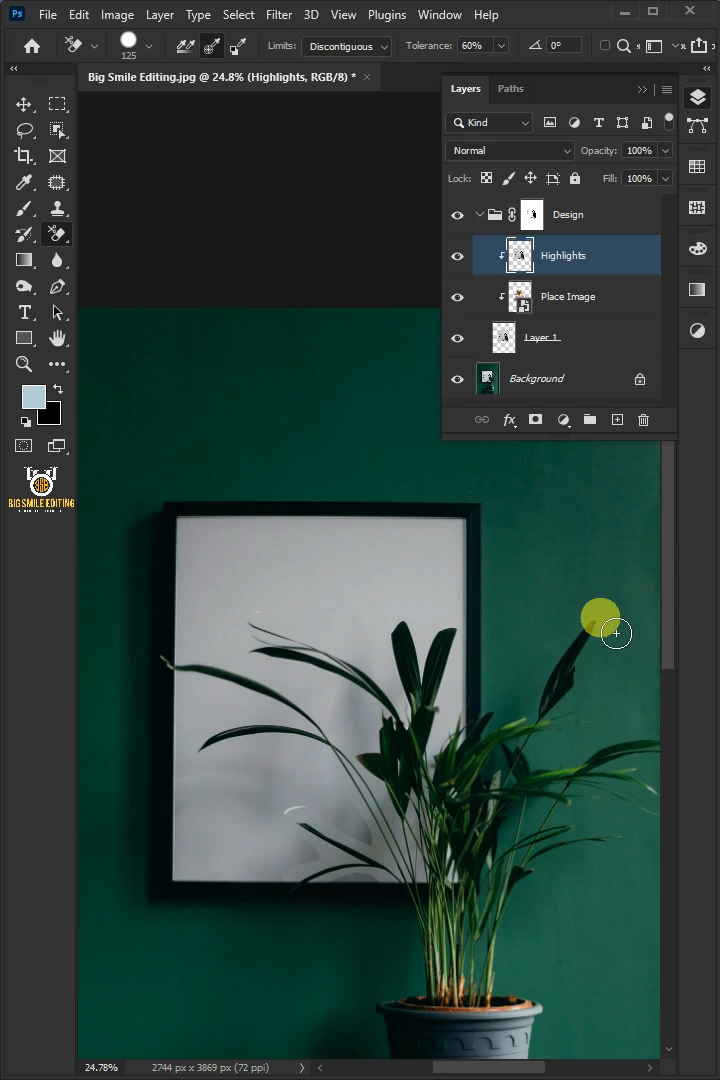 Ps File Edit Image Layer Type Select Filter 3D View Plugins Window Help
125 Limits: Discontiguous Tolerance: 60% 0°
Big Smile Editing.jpg @ 24.8% (Highlights, RGB/8) *
Layers Paths
Kind
Normal Opacity: 100%
Lock: Fill: 100%
Design
Highlights
Place Image
Layer 1
Background
fx
BIG SMILE EDITING
24.78% 2744 px x 3869 px (72 ppi)